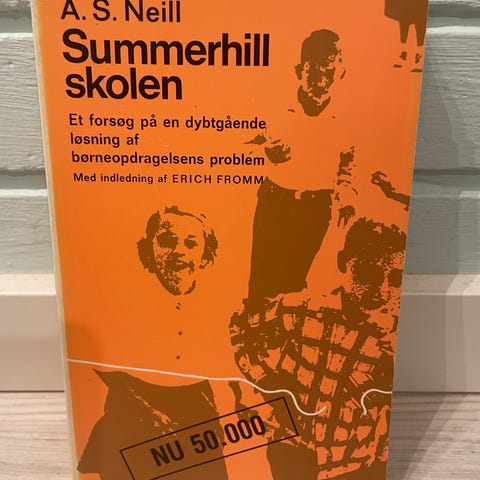 A. S. Neill
Summerhill
skolen
Et forsøg på en dybtgående
løsning af
børneopdragelsens problem
Med indledning af ERICH FROMM
NU 50.000